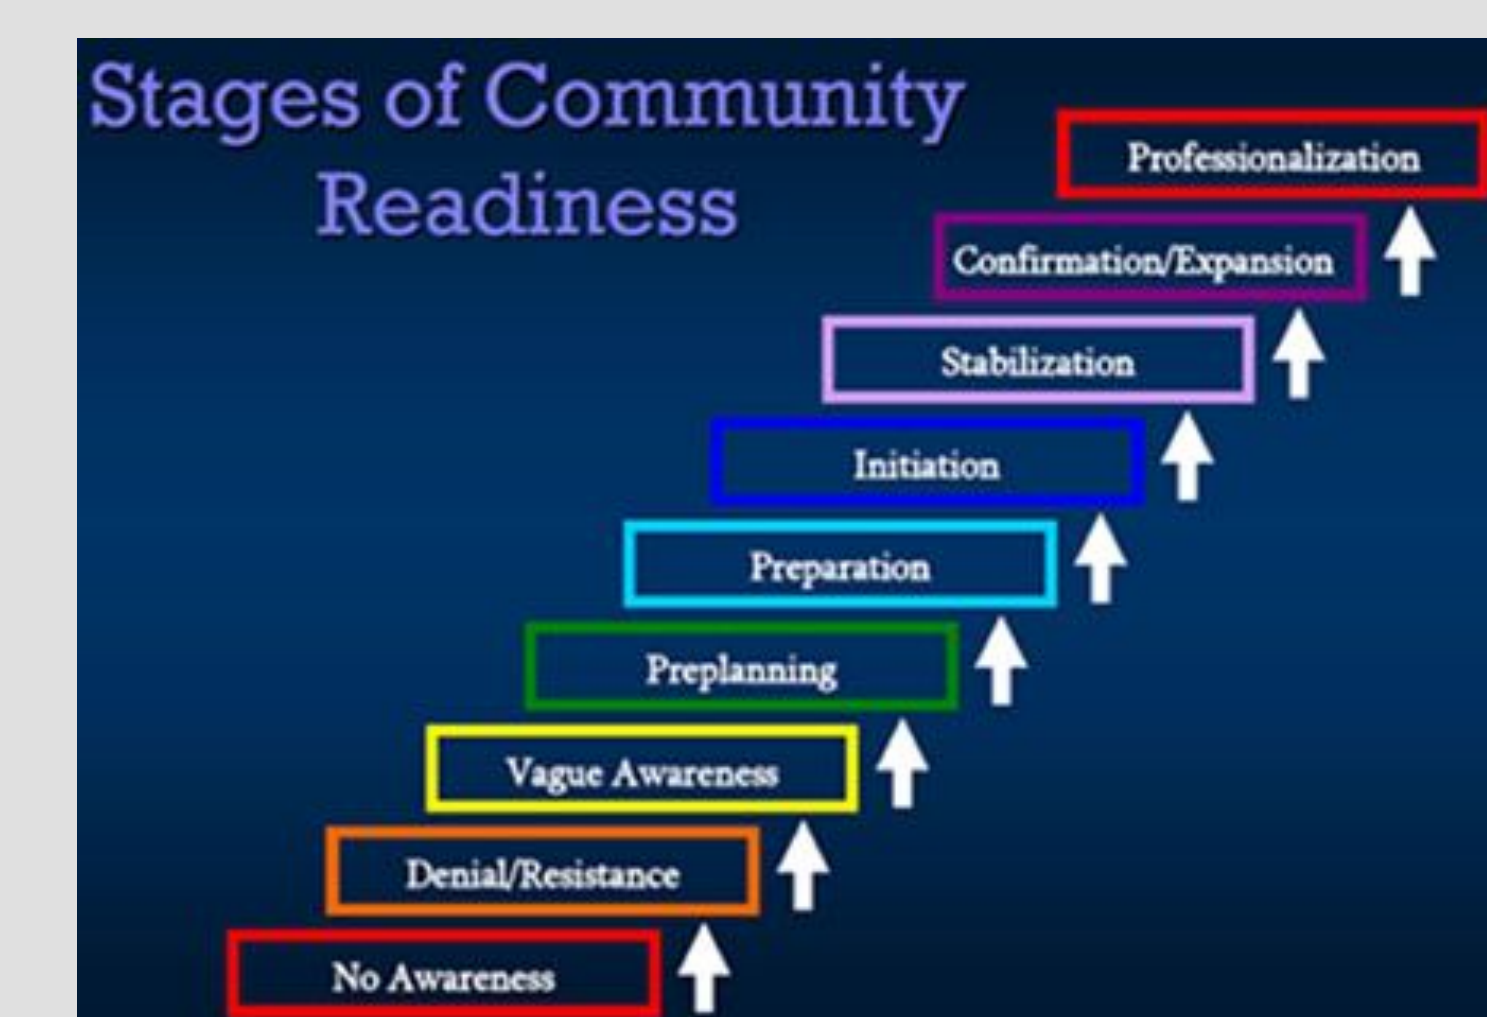 Stages of Community
Readiness
Professionalization
Confirmation/Expansion
Stabilization
Initiation
Preparation
Preplanning
Vague Awareness
Denial/Resistance
No Awareness